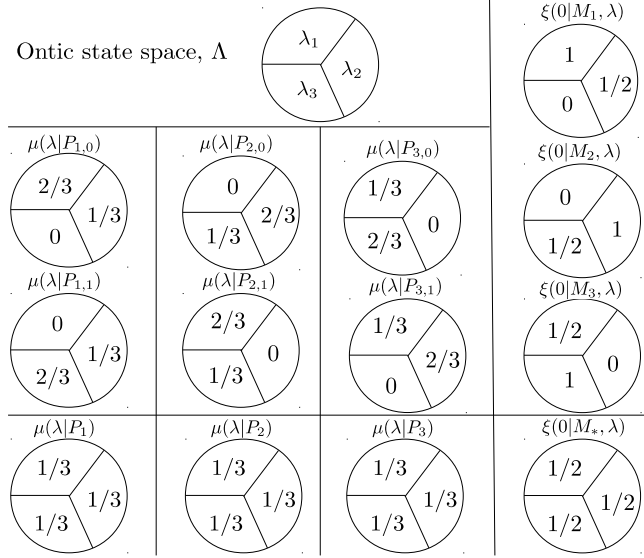 Ontic state space, Λ
λ₁
λ₂
λ₃
ξ(0|M₁, λ)
1
1/2
0
μ(λ|P₁,₀)
2/3
1/3
0
μ(λ|P₂,₀)
0
2/3
1/3
μ(λ|P₃,₀)
1/3
0
2/3
ξ(0|M₂, λ)
0
1
1/2
μ(λ|P₁,₁)
0
1/3
2/3
μ(λ|P₂,₁)
2/3
0
1/3
μ(λ|P₃,₁)
1/3
2/3
0
ξ(0|M₃, λ)
1/2
0
1
μ(λ|P₁)
1/3
1/3
1/3
μ(λ|P₂)
1/3
1/3
1/3
μ(λ|P₃)
1/3
1/3
1/3
ξ(0|M∗, λ)
1/2
1/2
1/2